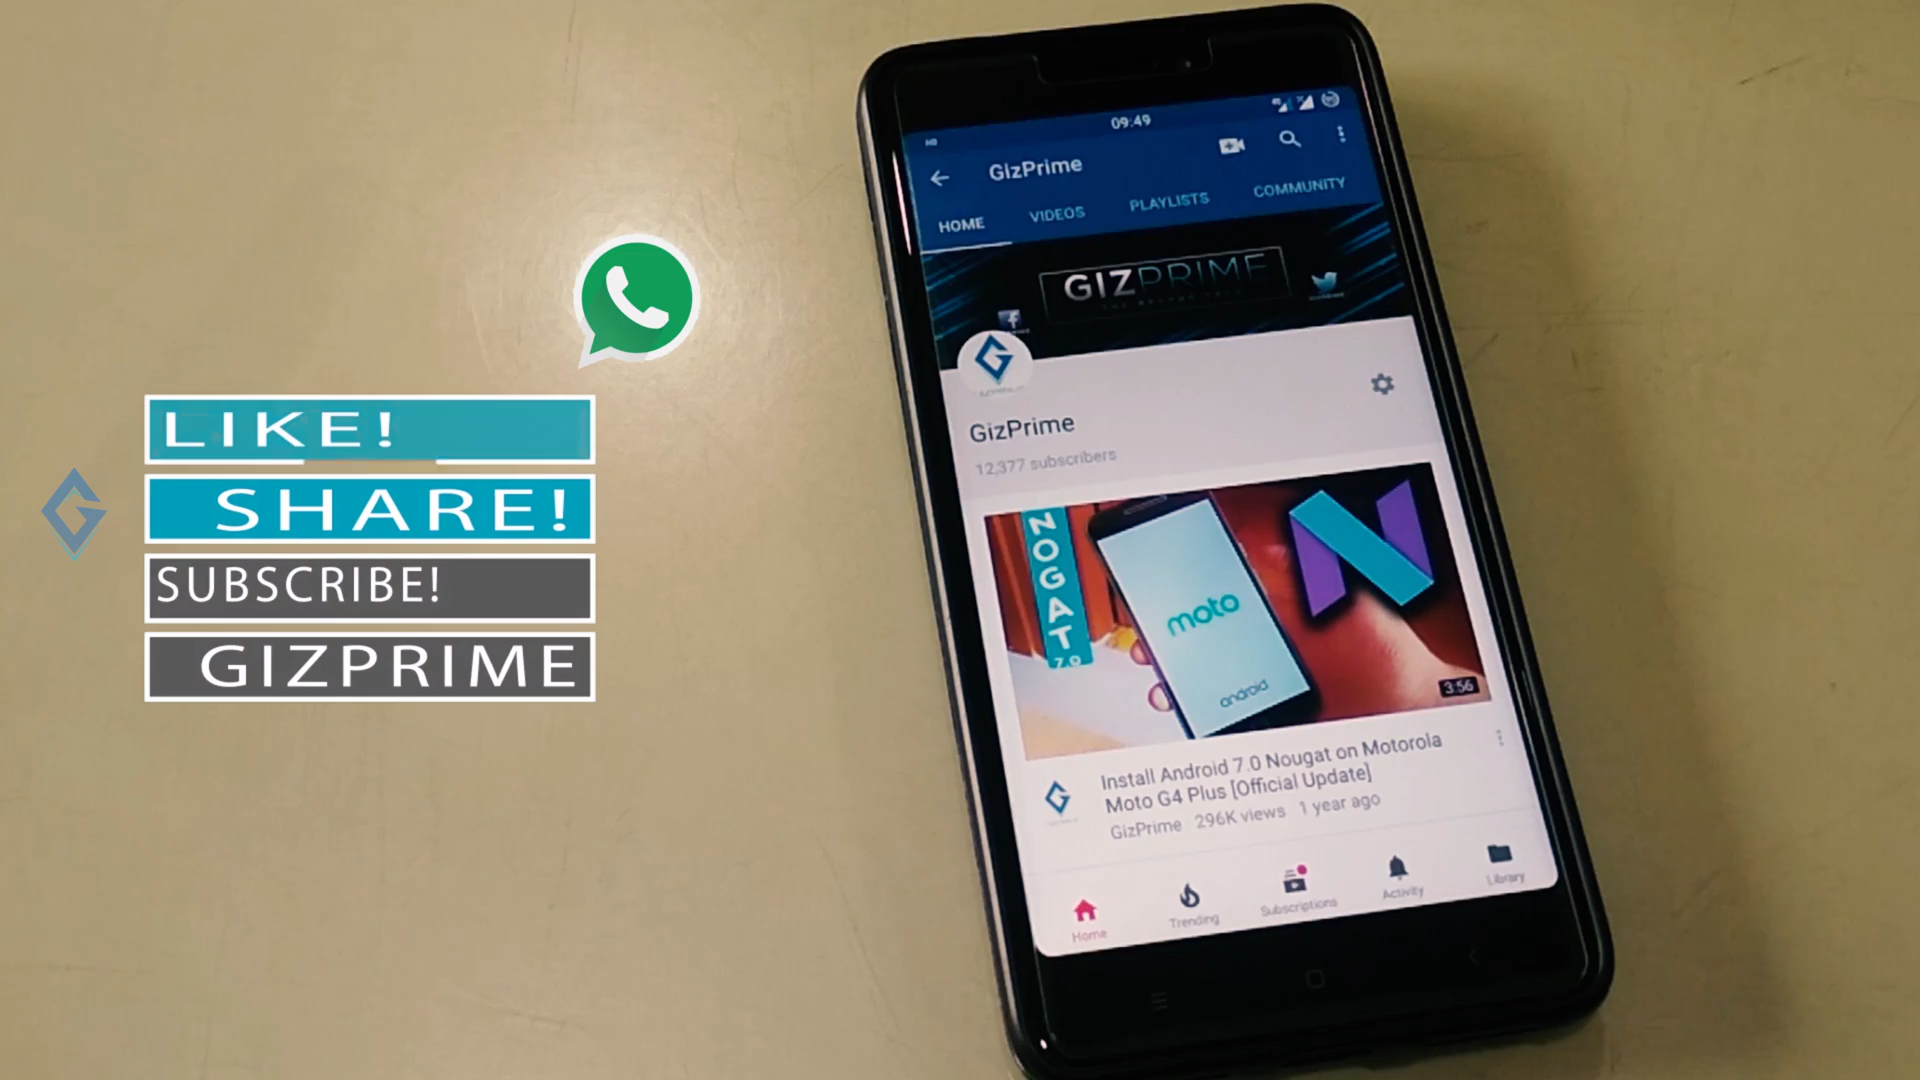 LIKE!
SHARE!
SUBSCRIBE!
GIZPRIME
09:49
GizPrime
HOME VIDEOS PLAYLISTS COMMUNITY
GIZPRIME
GizPrime
12,377 subscribers
NOGAT
7.0
moto
android
3:56
Install Android 7.0 Nougat on Motorola
Moto G4 Plus [Official Update]
GizPrime 296K views 1 year ago
Home Trending Subscriptions Activity Library